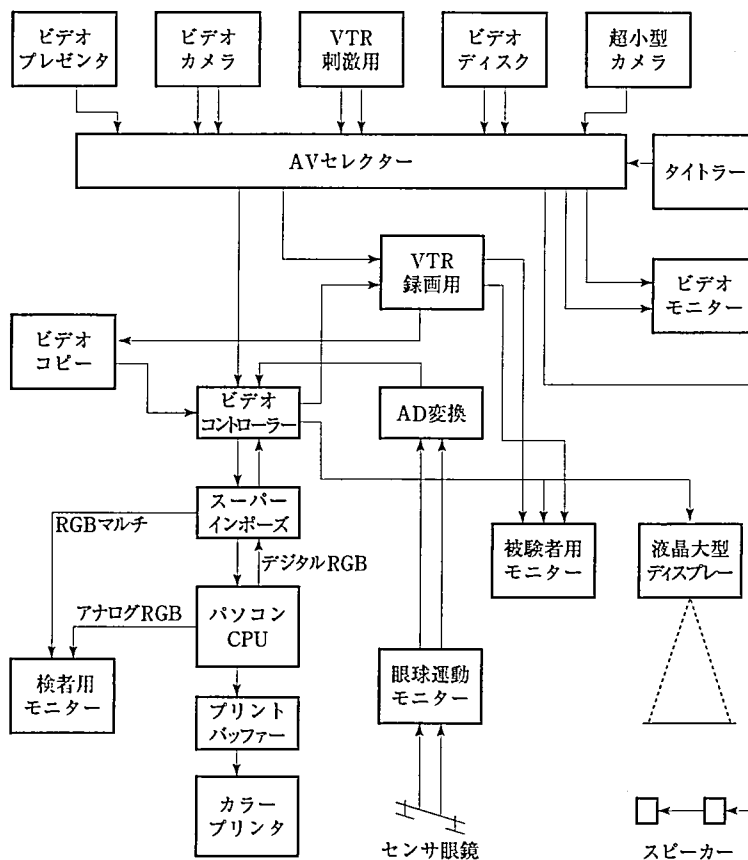 ビデオ
プレゼンタ
ビデオ
カメラ
VTR
刺激用
ビデオ
ディスク
超小型
カメラ
AVセレクター
タイトラー
VTR
録画用
ビデオ
モニター
ビデオ
コピー
ビデオ
コントローラー
AD変換
スーパー
インポーズ
RGBマルチ
デジタルRGB
被験者用
モニター
液晶大型
ディスプレー
アナログRGB
パソコン
CPU
検者用
モニター
眼球運動
モニター
プリント
バッファー
カラー
プリンタ
センサ眼鏡
スピーカー